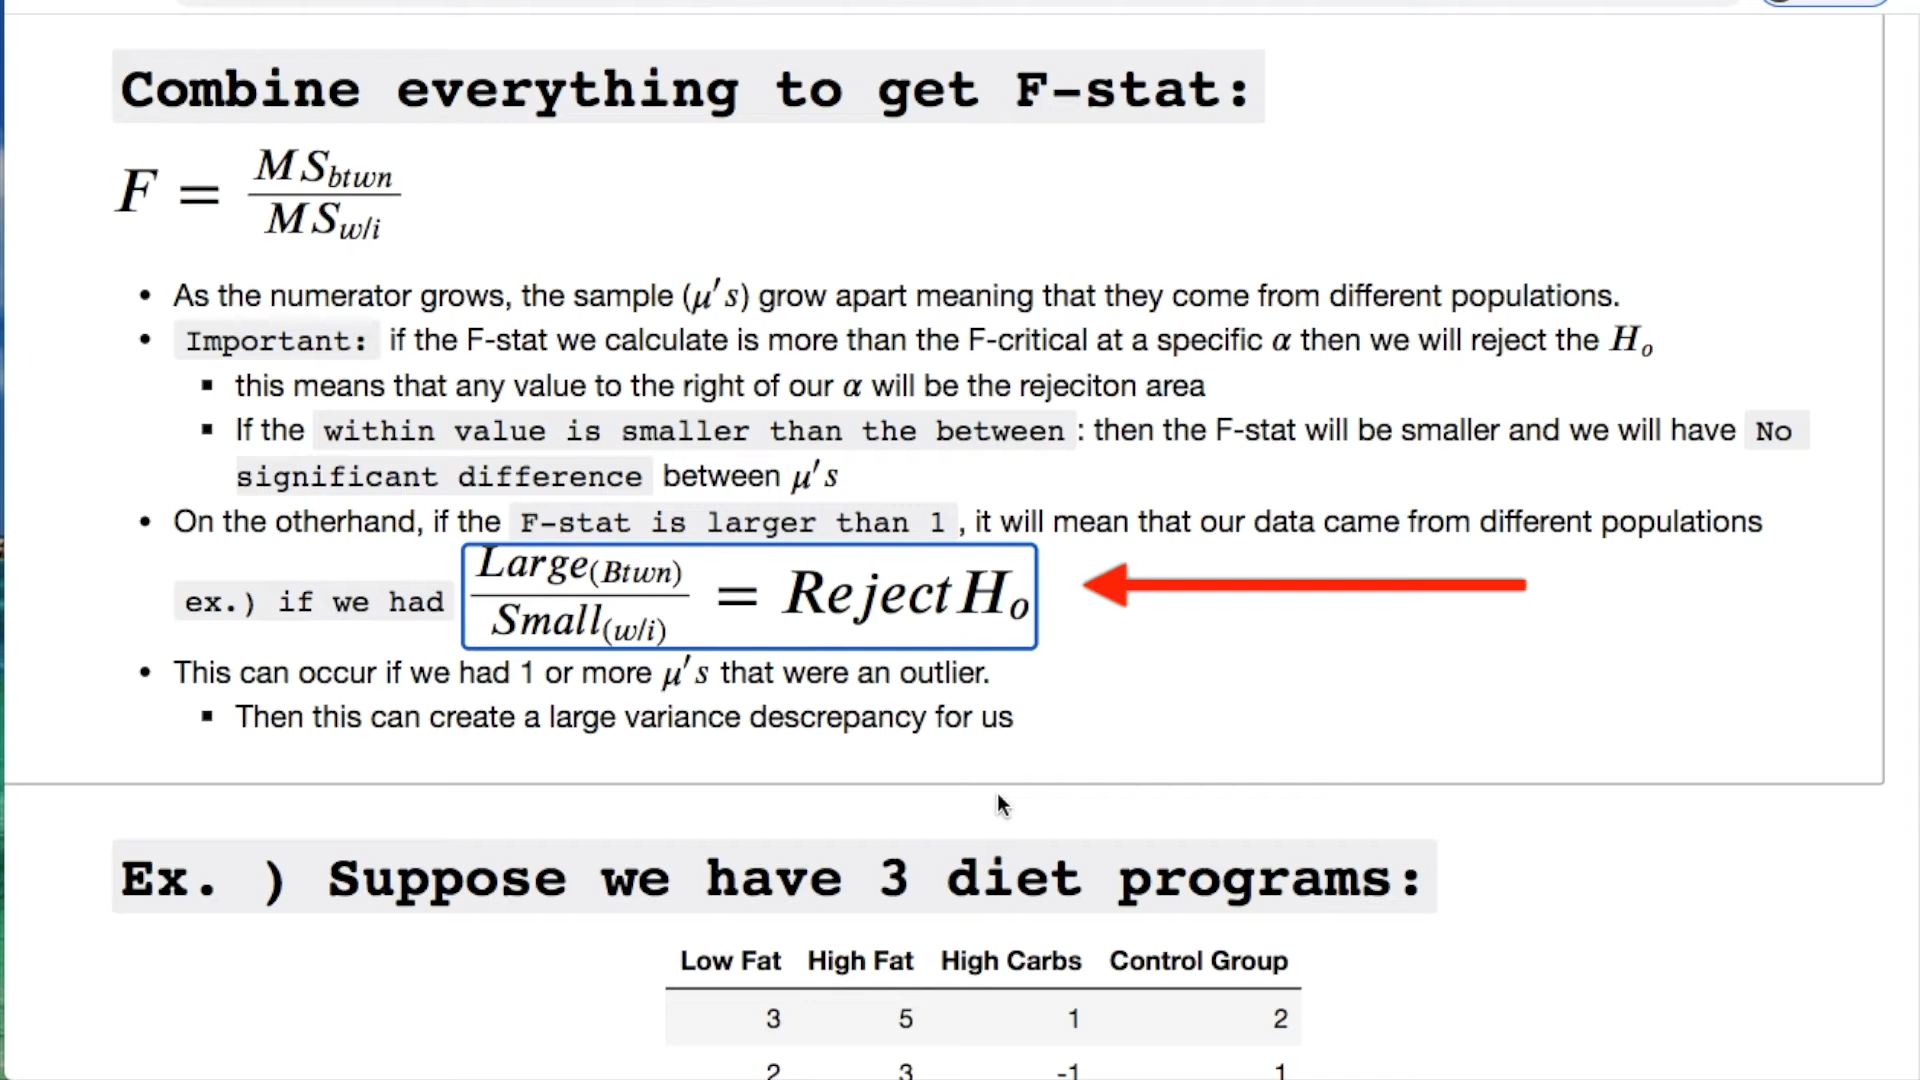 Combine everything to get F-stat:
F = MS_btwn / MS_w/i
• As the numerator grows, the sample (μ's) grow apart meaning that they come from different populations.
• Important: if the F-stat we calculate is more than the F-critical at a specific α then we will reject the H_o
▪ this means that any value to the right of our α will be the rejeciton area
▪ If the within value is smaller than the between : then the F-stat will be smaller and we will have No
significant difference between μ's
• On the otherhand, if the F-stat is larger than 1 , it will mean that our data came from different populations
ex.) if we had Large_(Btwn) / Small_(w/i) = Reject H_o
• This can occur if we had 1 or more μ's that were an outlier.
▪ Then this can create a large variance descrepancy for us
Ex. ) Suppose we have 3 diet programs:
Low Fat High Fat High Carbs Control Group
3 5 1 2
2 3 -1 1